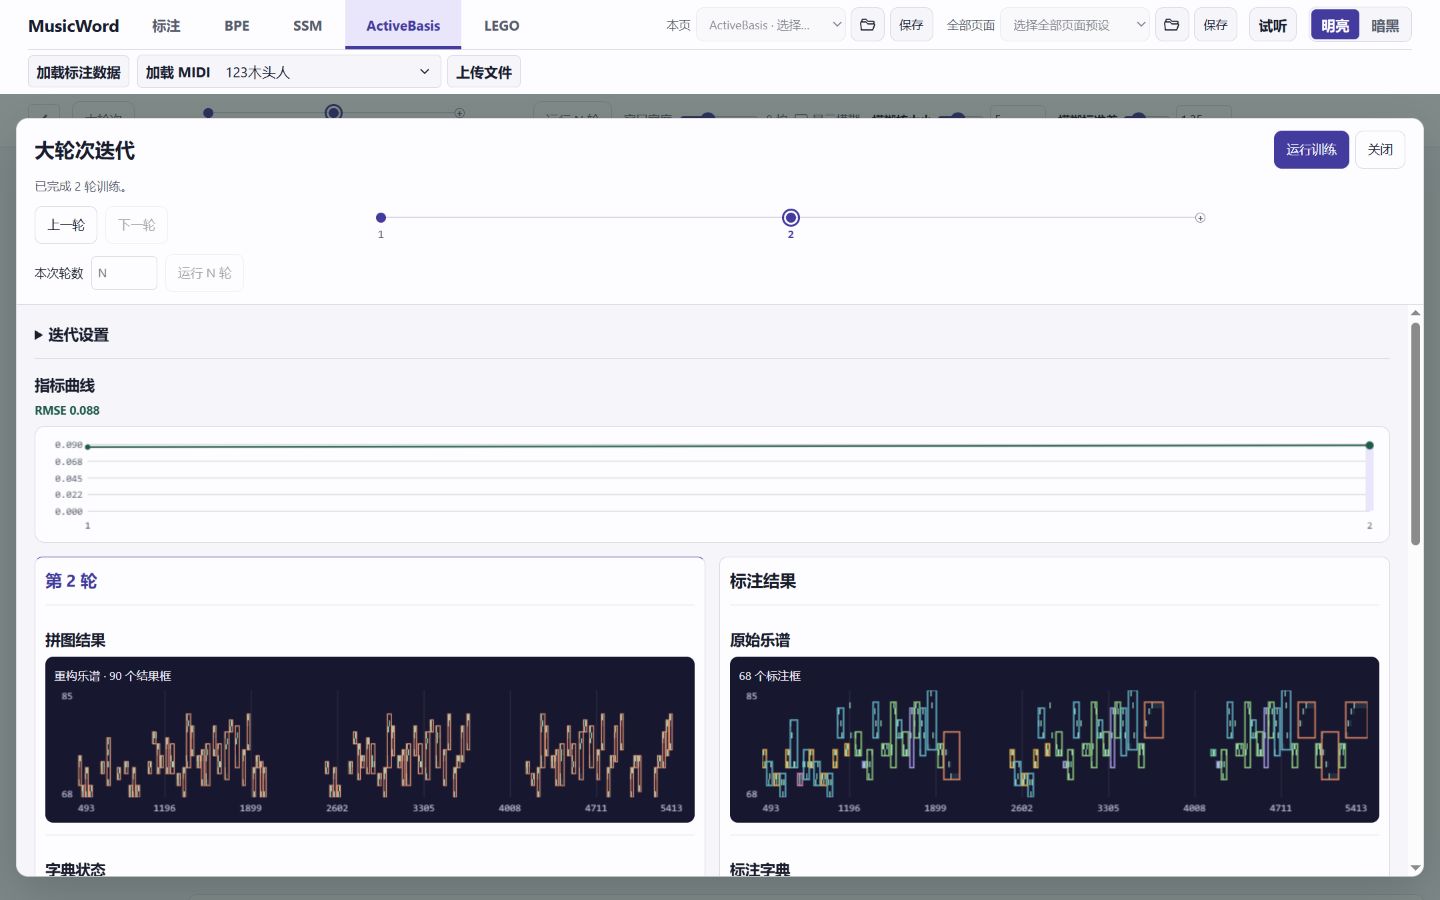 MusicWord 标注 BPE SSM ActiveBasis LEGO 本页 ActiveBasis · 选择... 保存 全部页面 选择全部页面预设 保存 试听 明亮 暗黑
加载标注数据 加载 MIDI 123木头人 上传文件
大轮次迭代 运行训练 关闭
已完成 2 轮训练。
上一轮 下一轮
1 2
本次轮数 N 运行 N 轮
迭代设置
指标曲线
RMSE 0.088
0.090
0.068
0.045
0.022
0.000
1 2
第 2 轮
拼图结果
重构乐谱 · 90 个结果框
85
68
493 1196 1899 2602 3305 4008 4711 5413
字典状态
标注结果
原始乐谱
68 个标注框
85
68
493 1196 1899 2602 3305 4008 4711 5413
标注字典